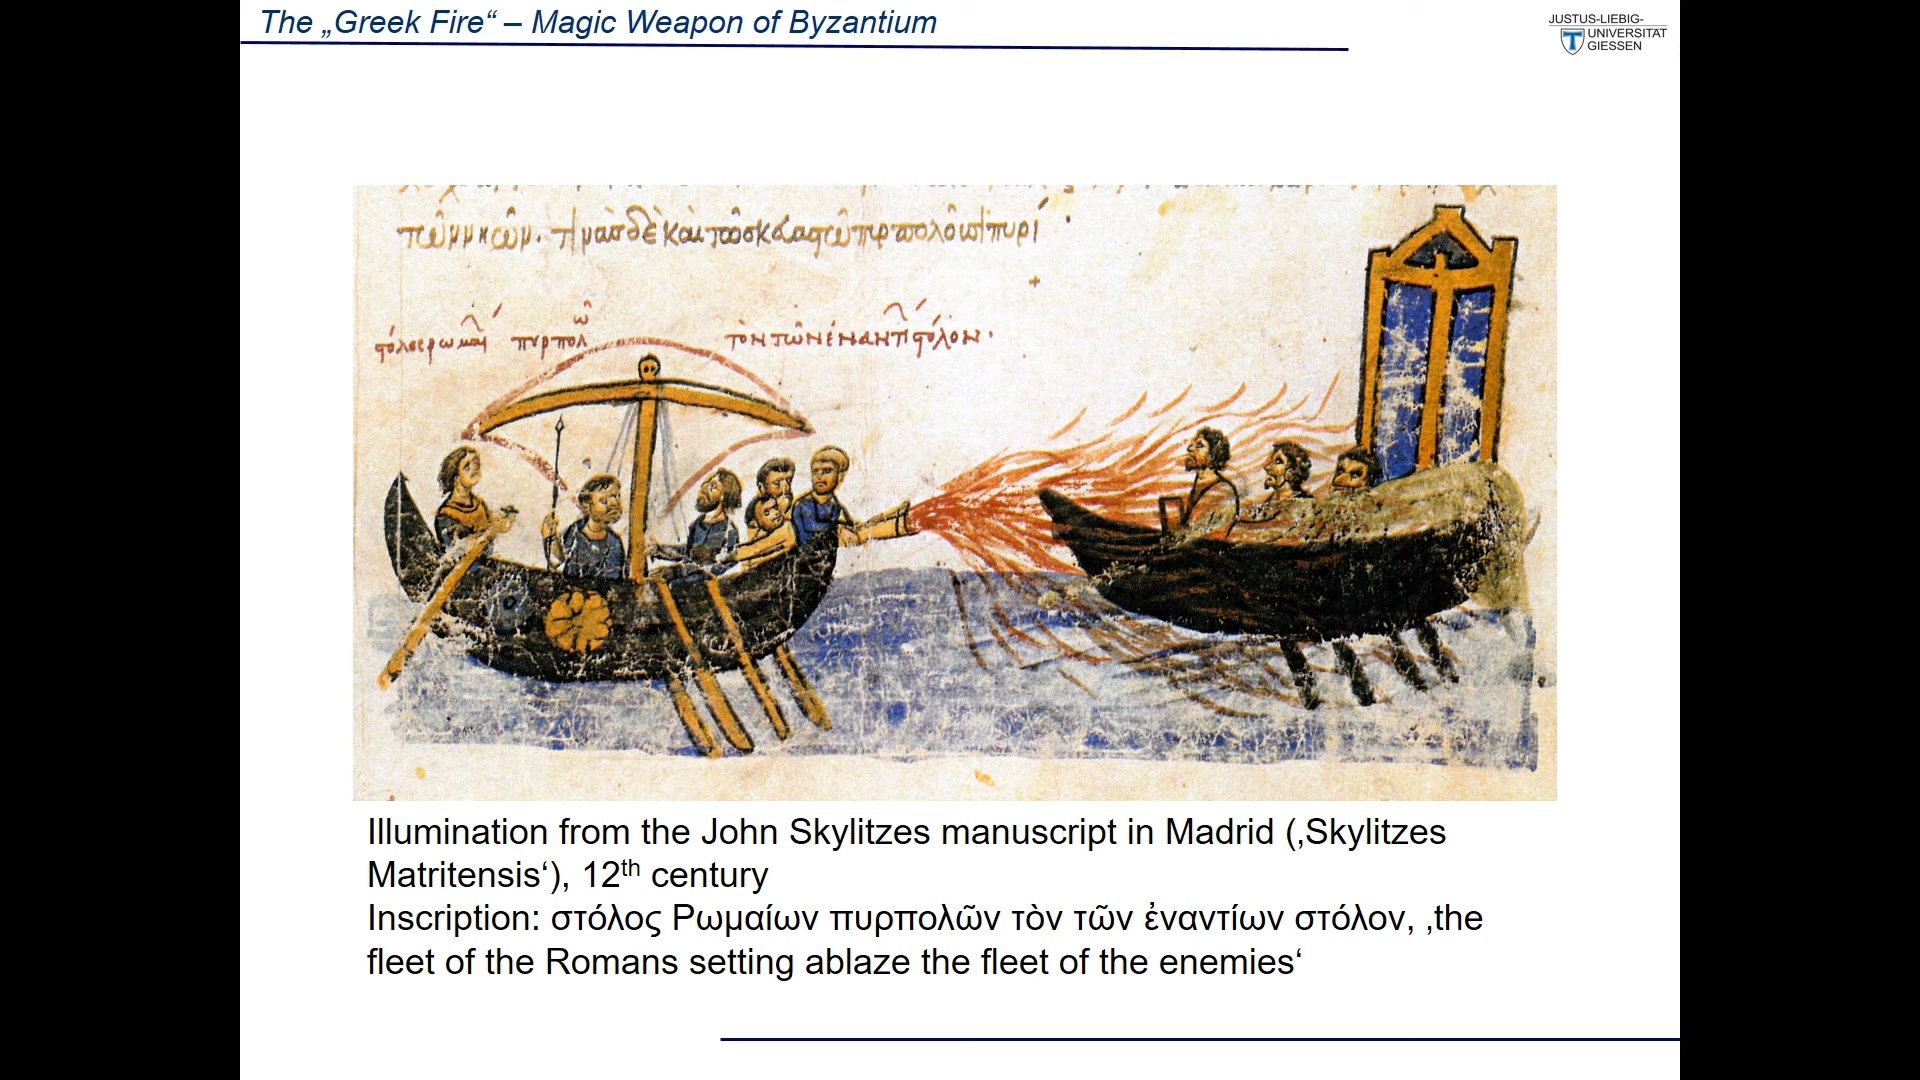 The „Greek Fire“ – Magic Weapon of Byzantium
JUSTUS-LIEBIG-
UNIVERSITAT
GIESSEN
Illumination from the John Skylitzes manuscript in Madrid (‚Skylitzes
Matritensis‘), 12th century
Inscription: στόλος Ρωμαίων πυρπολῶν τὸν τῶν ἐναντίων στόλον, ‚the
fleet of the Romans setting ablaze the fleet of the enemies‘